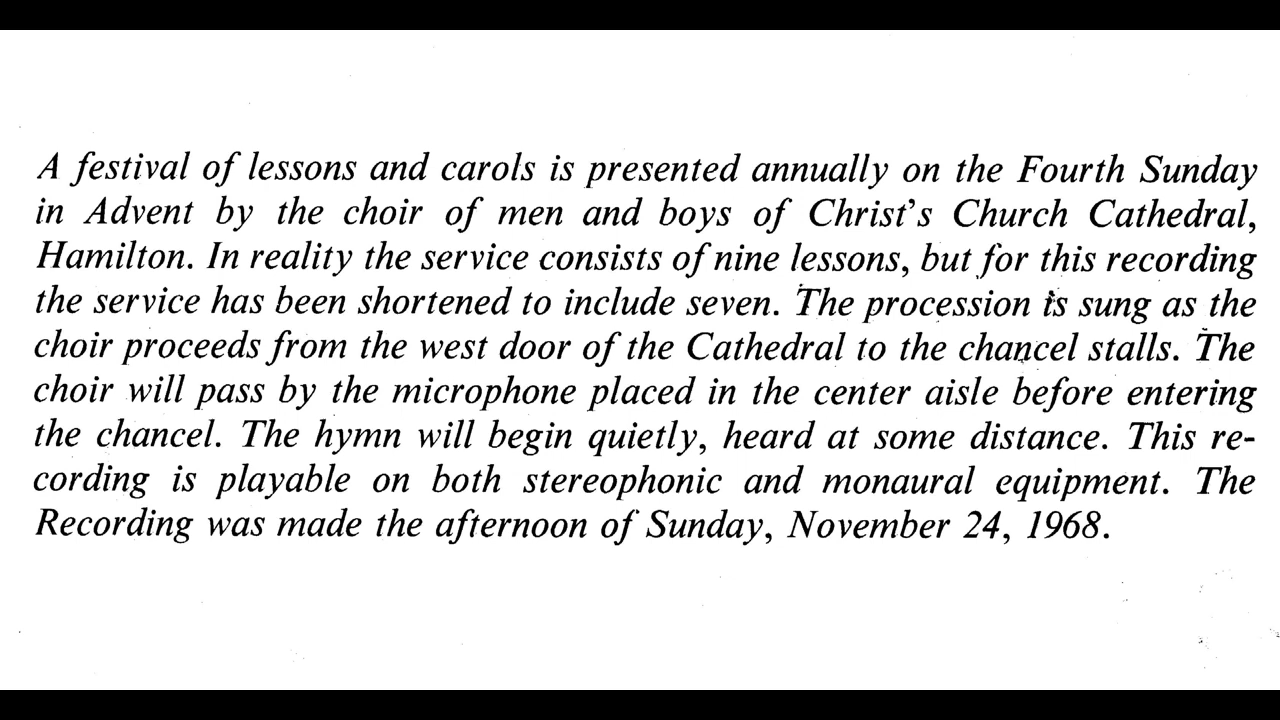 A festival of lessons and carols is presented annually on the Fourth Sunday
in Advent by the choir of men and boys of Christ's Church Cathedral,
Hamilton. In reality the service consists of nine lessons, but for this recording
the service has been shortened to include seven. The procession is sung as the
choir proceeds from the west door of the Cathedral to the chancel stalls. The
choir will pass by the microphone placed in the center aisle before entering
the chancel. The hymn will begin quietly, heard at some distance. This re-
cording is playable on both stereophonic and monaural equipment. The
Recording was made the afternoon of Sunday, November 24, 1968.